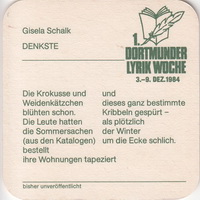 Gisela Schalk
DENKSTE
1.
DORTMUNDER
LYRIK WOCHE
3.–9. DEZ. 1984
Die Krokusse und
Weidenkätzchen
blühten schon.
Die Leute hatten
die Sommersachen
(aus den Katalogen)
bestellt
ihre Wohnungen tapeziert
und
dieses ganz bestimmte
Kribbeln gespürt –
als plötzlich
der Winter
um die Ecke schlich.
bisher unveröffentlicht